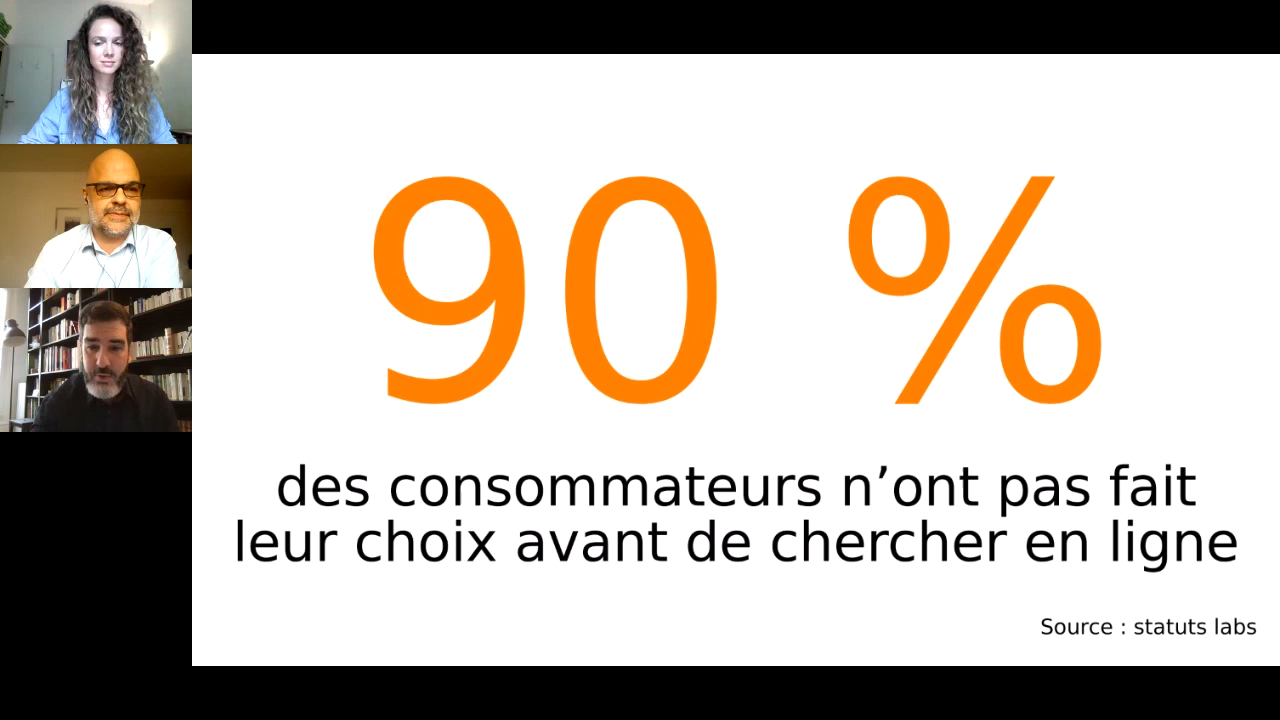 90 %
des consommateurs n’ont pas fait
leur choix avant de chercher en ligne
Source : statuts labs